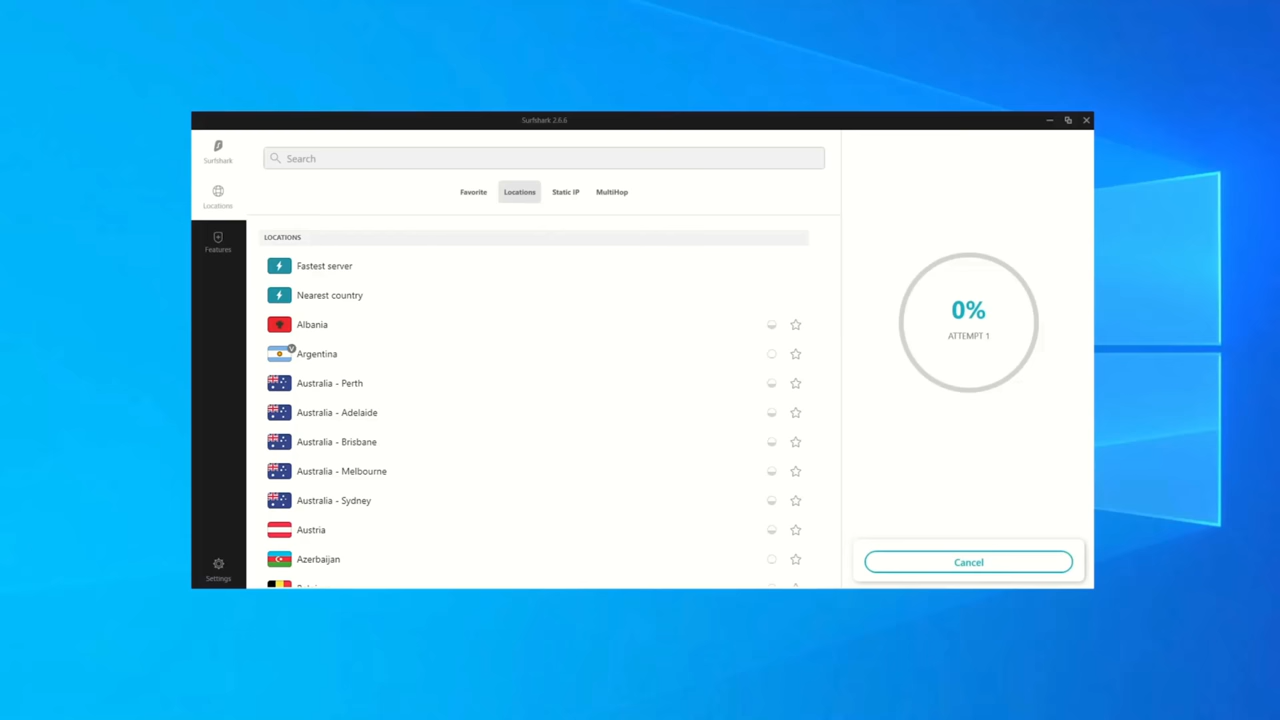 Surfshark 2.6.6
Surfshark
Locations
Features
Settings
Search
Favorite
Locations
Static IP
MultiHop
LOCATIONS
Fastest server
Nearest country
Albania
V
Argentina
Australia - Perth
Australia - Adelaide
Australia - Brisbane
Australia - Melbourne
Australia - Sydney
Austria
Azerbaijan
0%
ATTEMPT 1
Cancel